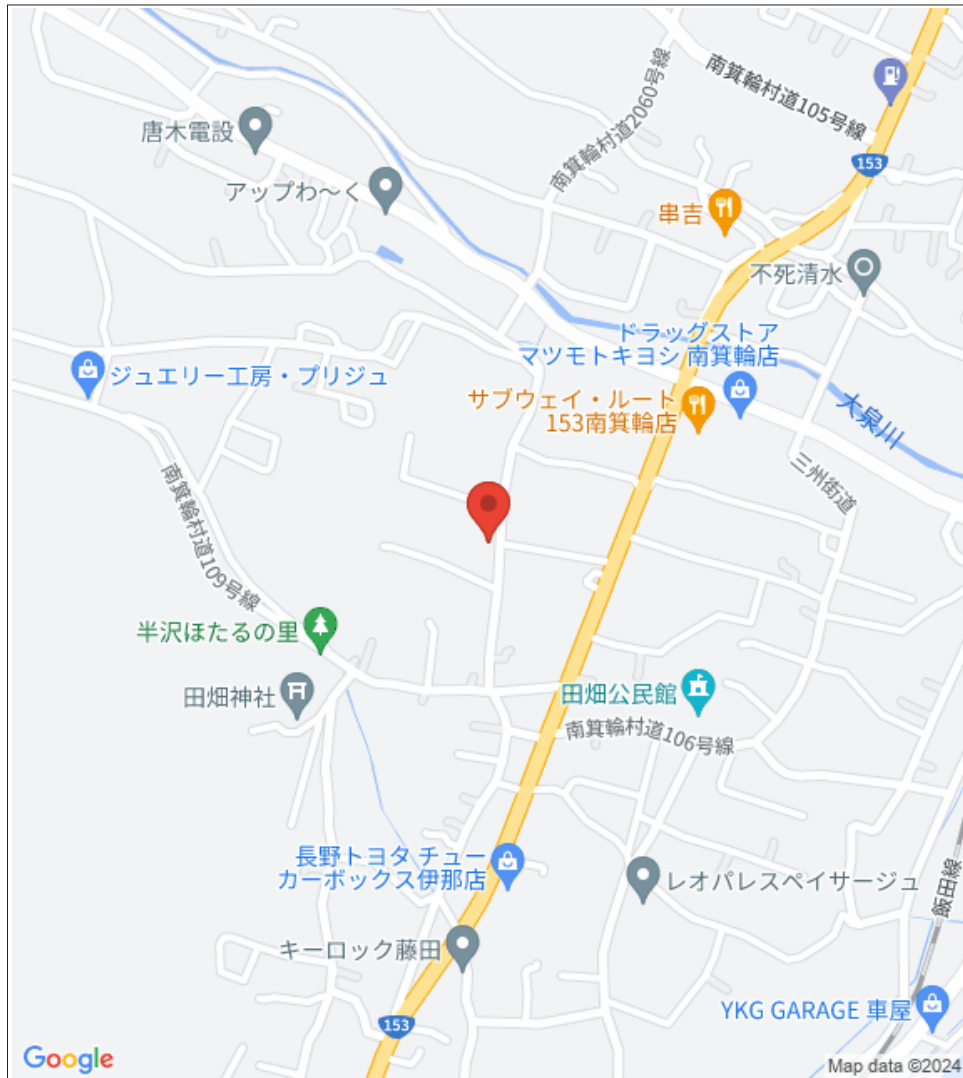 南箕輪村道105号線
南箕輪村道2060号線
唐木電設
153
アップわ～く
串吉
不死清水
ドラッグストア
マツモトキヨシ 南箕輪店
ジュエリー工房・プリジュ
サブウェイ・ルート
153南箕輪店
大泉川
三州街道
南箕輪村道109号線
半沢ほたるの里
田畑神社
田畑公民館
南箕輪村道106号線
長野トヨタ チュー
カーボックス伊那店
レオパレスペイサージュ
飯田線
キーロック藤田
YKG GARAGE 車屋
153
Google
Map data ©2024